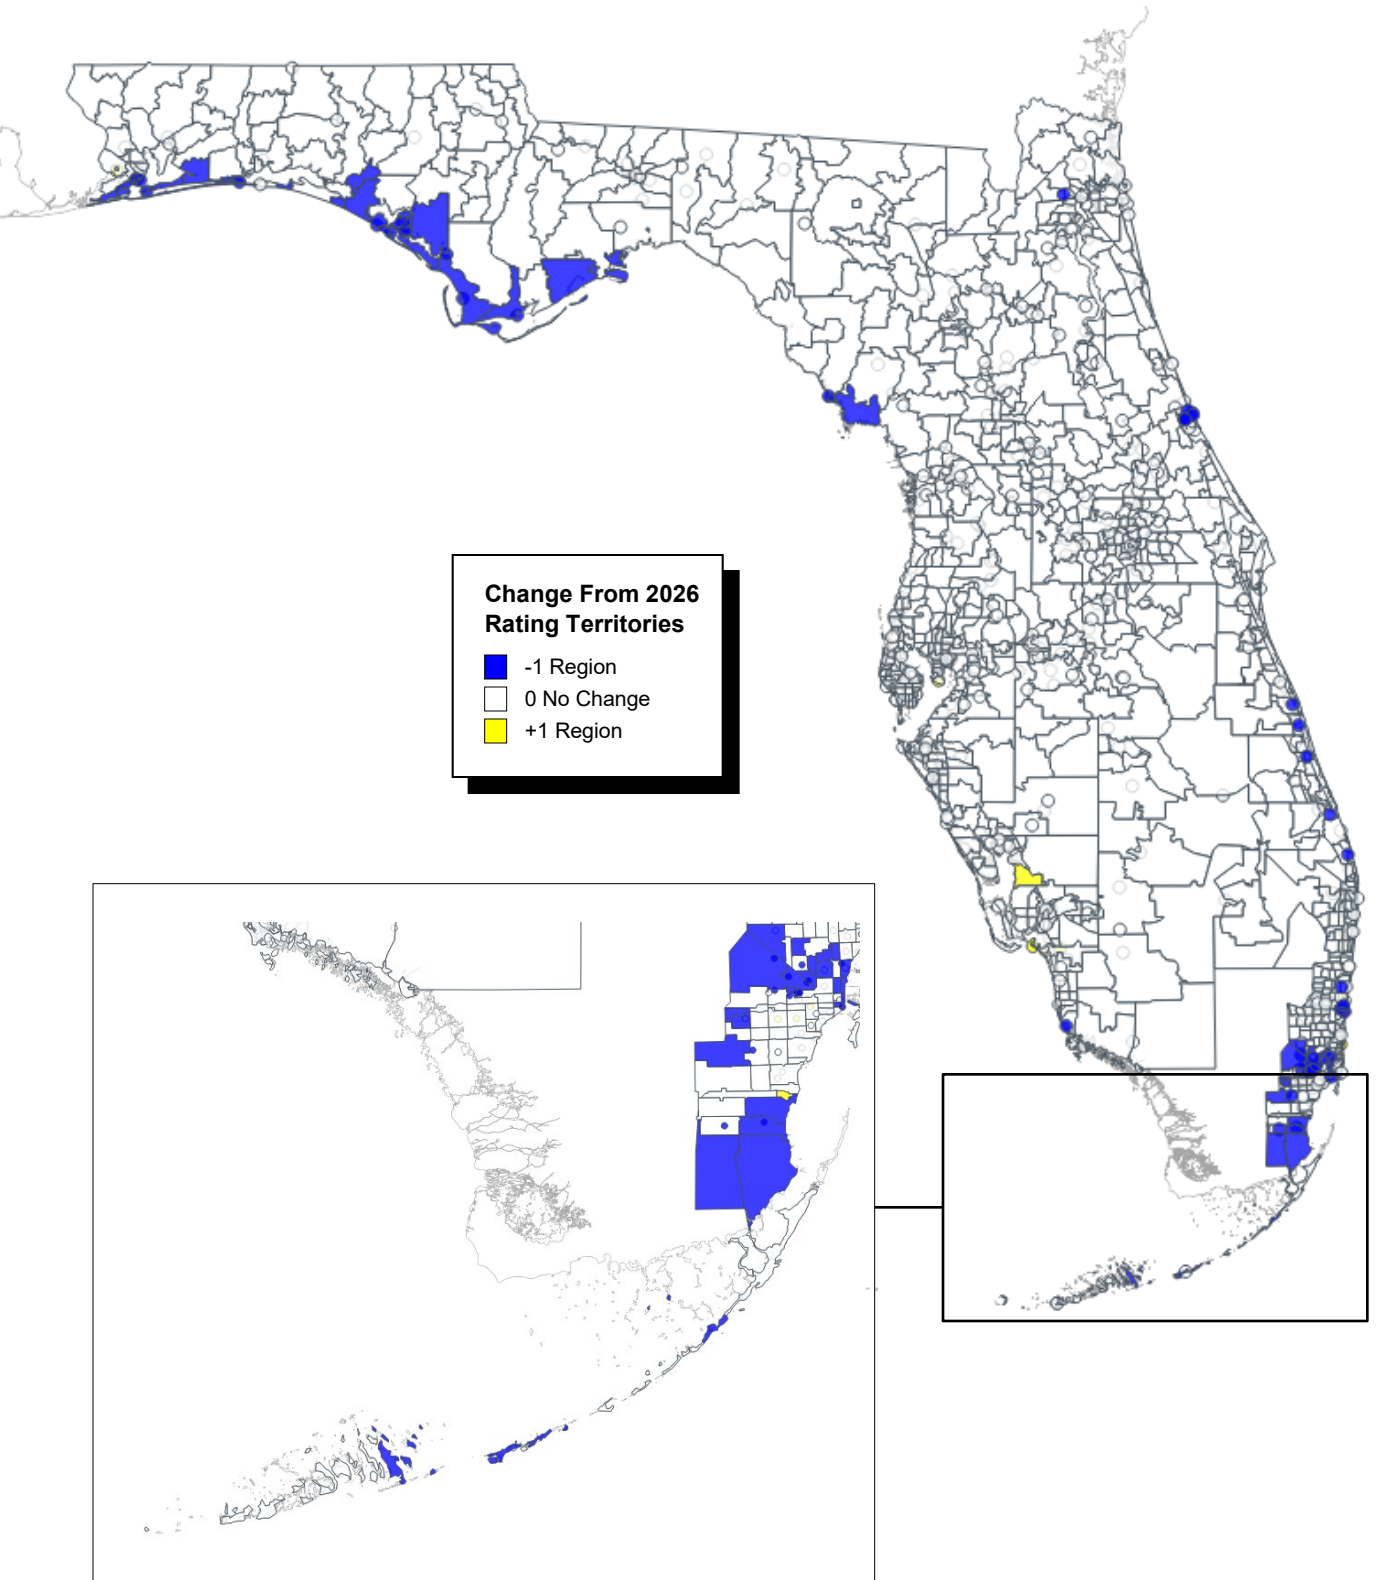 Change From 2026
Rating Territories
-1 Region
0 No Change
+1 Region